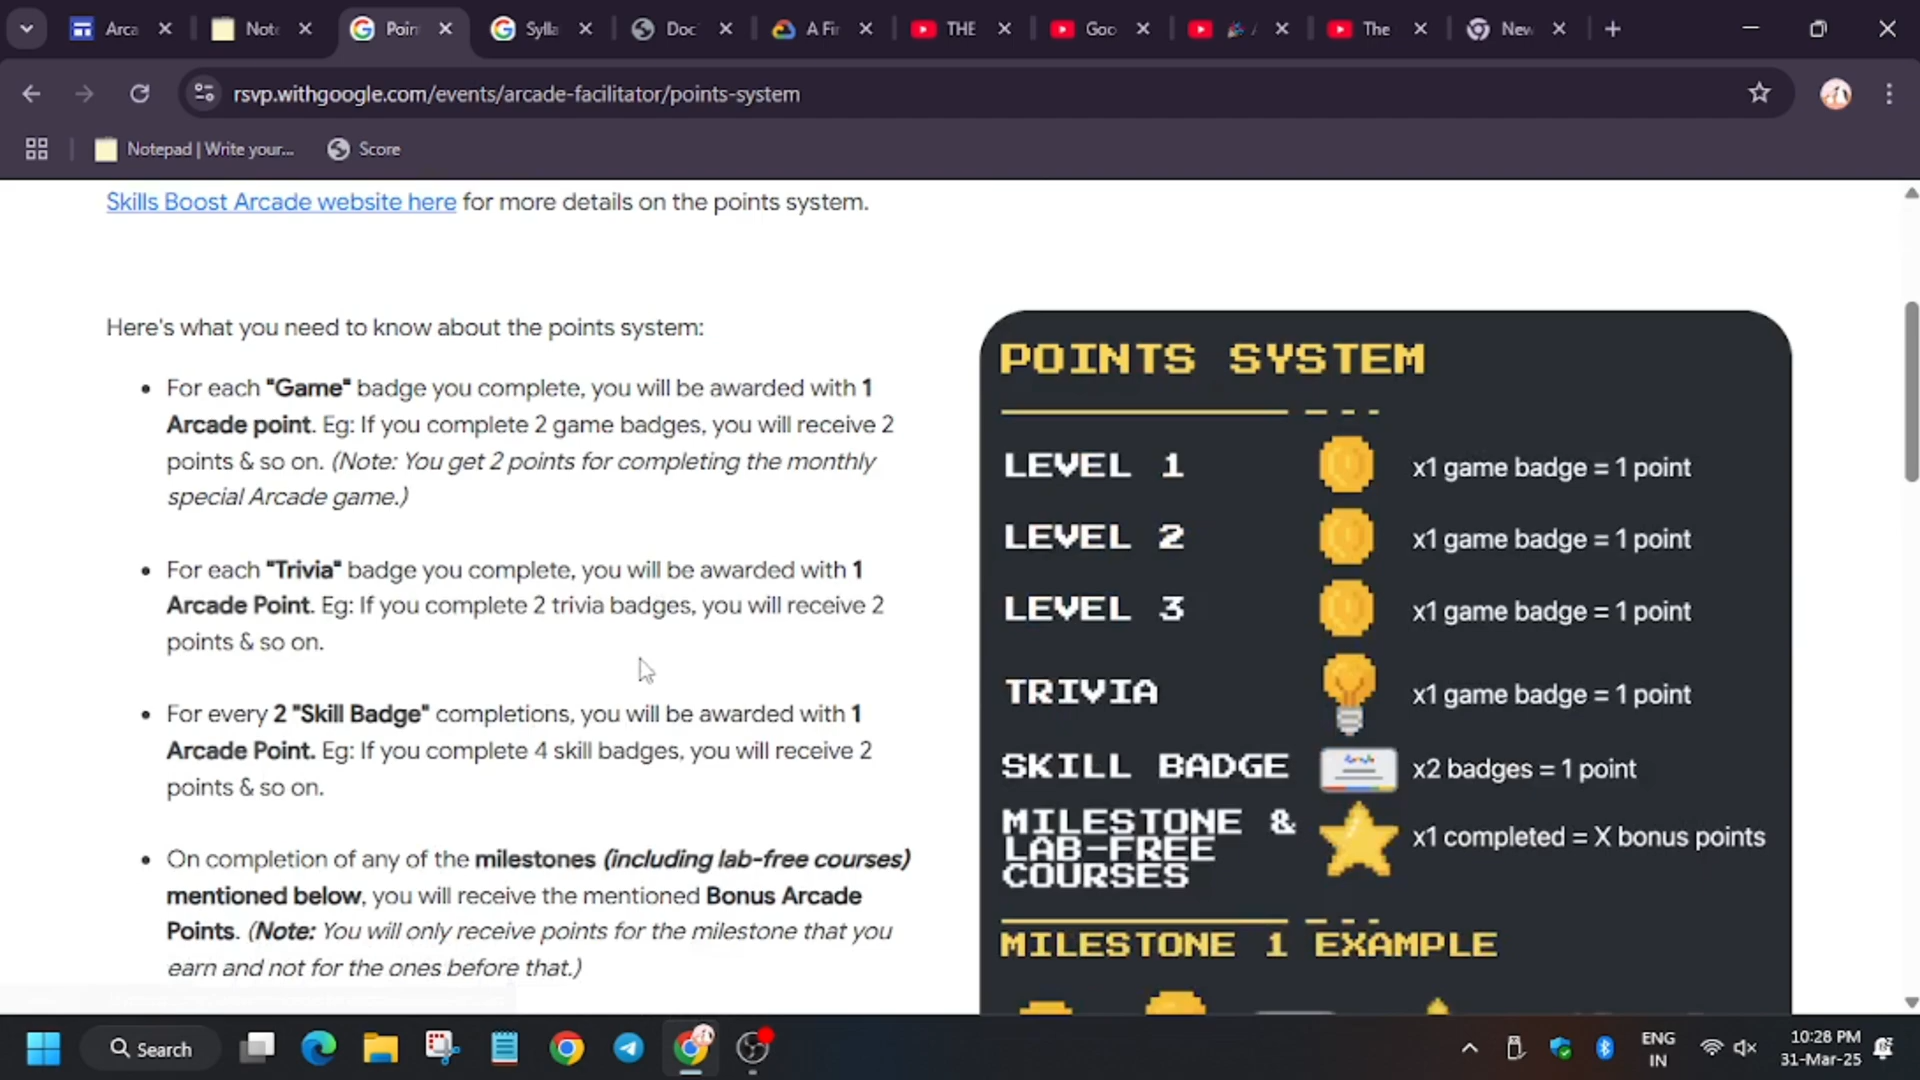 Arca
Note
Poin
Sylla
Doc
A Fir
THE
Goo
The
New
rsvp.withgoogle.com/events/arcade-facilitator/points-system
Notepad | Write your...
Score
Skills Boost Arcade website here for more details on the points system.
Here's what you need to know about the points system:
• For each "Game" badge you complete, you will be awarded with 1
Arcade point. Eg: If you complete 2 game badges, you will receive 2
points & so on. (Note: You get 2 points for completing the monthly
special Arcade game.)
• For each "Trivia" badge you complete, you will be awarded with 1
Arcade Point. Eg: If you complete 2 trivia badges, you will receive 2
points & so on.
• For every 2 "Skill Badge" completions, you will be awarded with 1
Arcade Point. Eg: If you complete 4 skill badges, you will receive 2
points & so on.
• On completion of any of the milestones (including lab-free courses)
mentioned below, you will receive the mentioned Bonus Arcade
Points. (Note: You will only receive points for the milestone that you
earn and not for the ones before that.)
POINTS SYSTEM
LEVEL 1 x1 game badge = 1 point
LEVEL 2 x1 game badge = 1 point
LEVEL 3 x1 game badge = 1 point
TRIVIA x1 game badge = 1 point
SKILL BADGE x2 badges = 1 point
MILESTONE &
LAB-FREE
COURSES
x1 completed = X bonus points
MILESTONE 1 EXAMPLE
Search
ENG
IN
10:28 PM
31-Mar-25